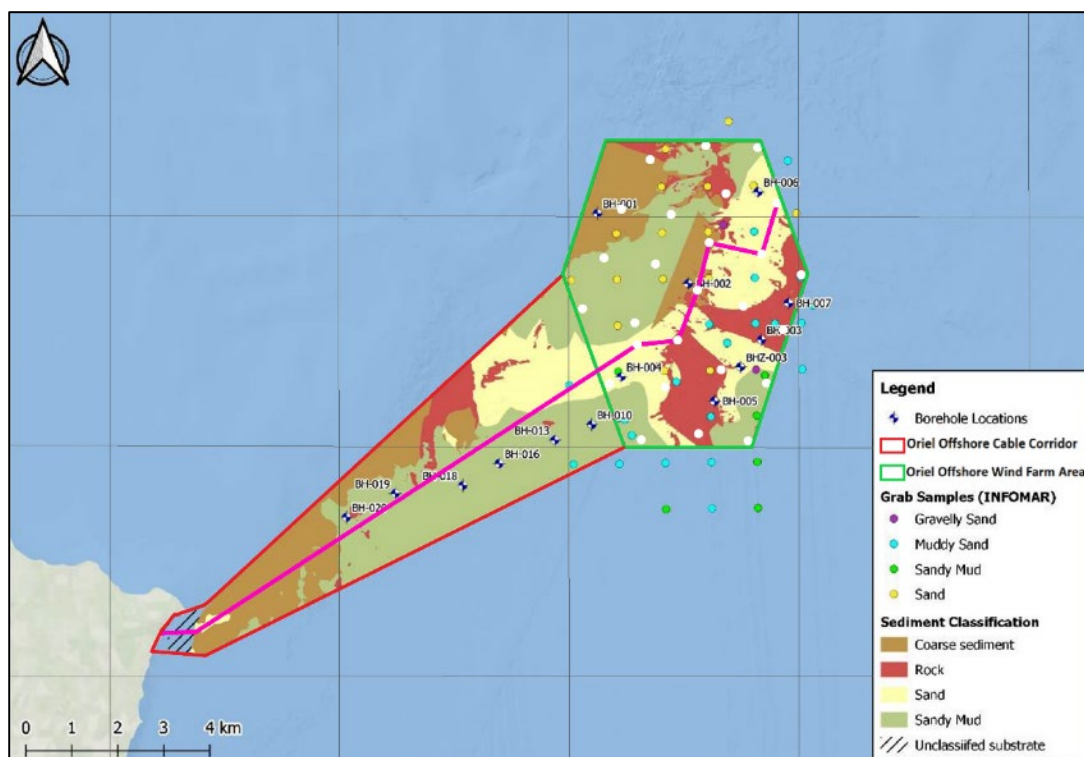 BH-006
BH-001
BH-002
BH-007
BH-003
BHZ-003
BH-004
BH-005
BH-010
BH-013
BH-016
BH-018
BH-019
BH-020
Legend
Borehole Locations
Oriel Offshore Cable Corridor
Oriel Offshore Wind Farm Area
Grab Samples (INFOMAR)
Gravelly Sand
Muddy Sand
Sandy Mud
Sand
Sediment Classification
Coarse sediment
Rock
Sand
Sandy Mud
Unclassiifed substrate
0 1 2 3 4 km